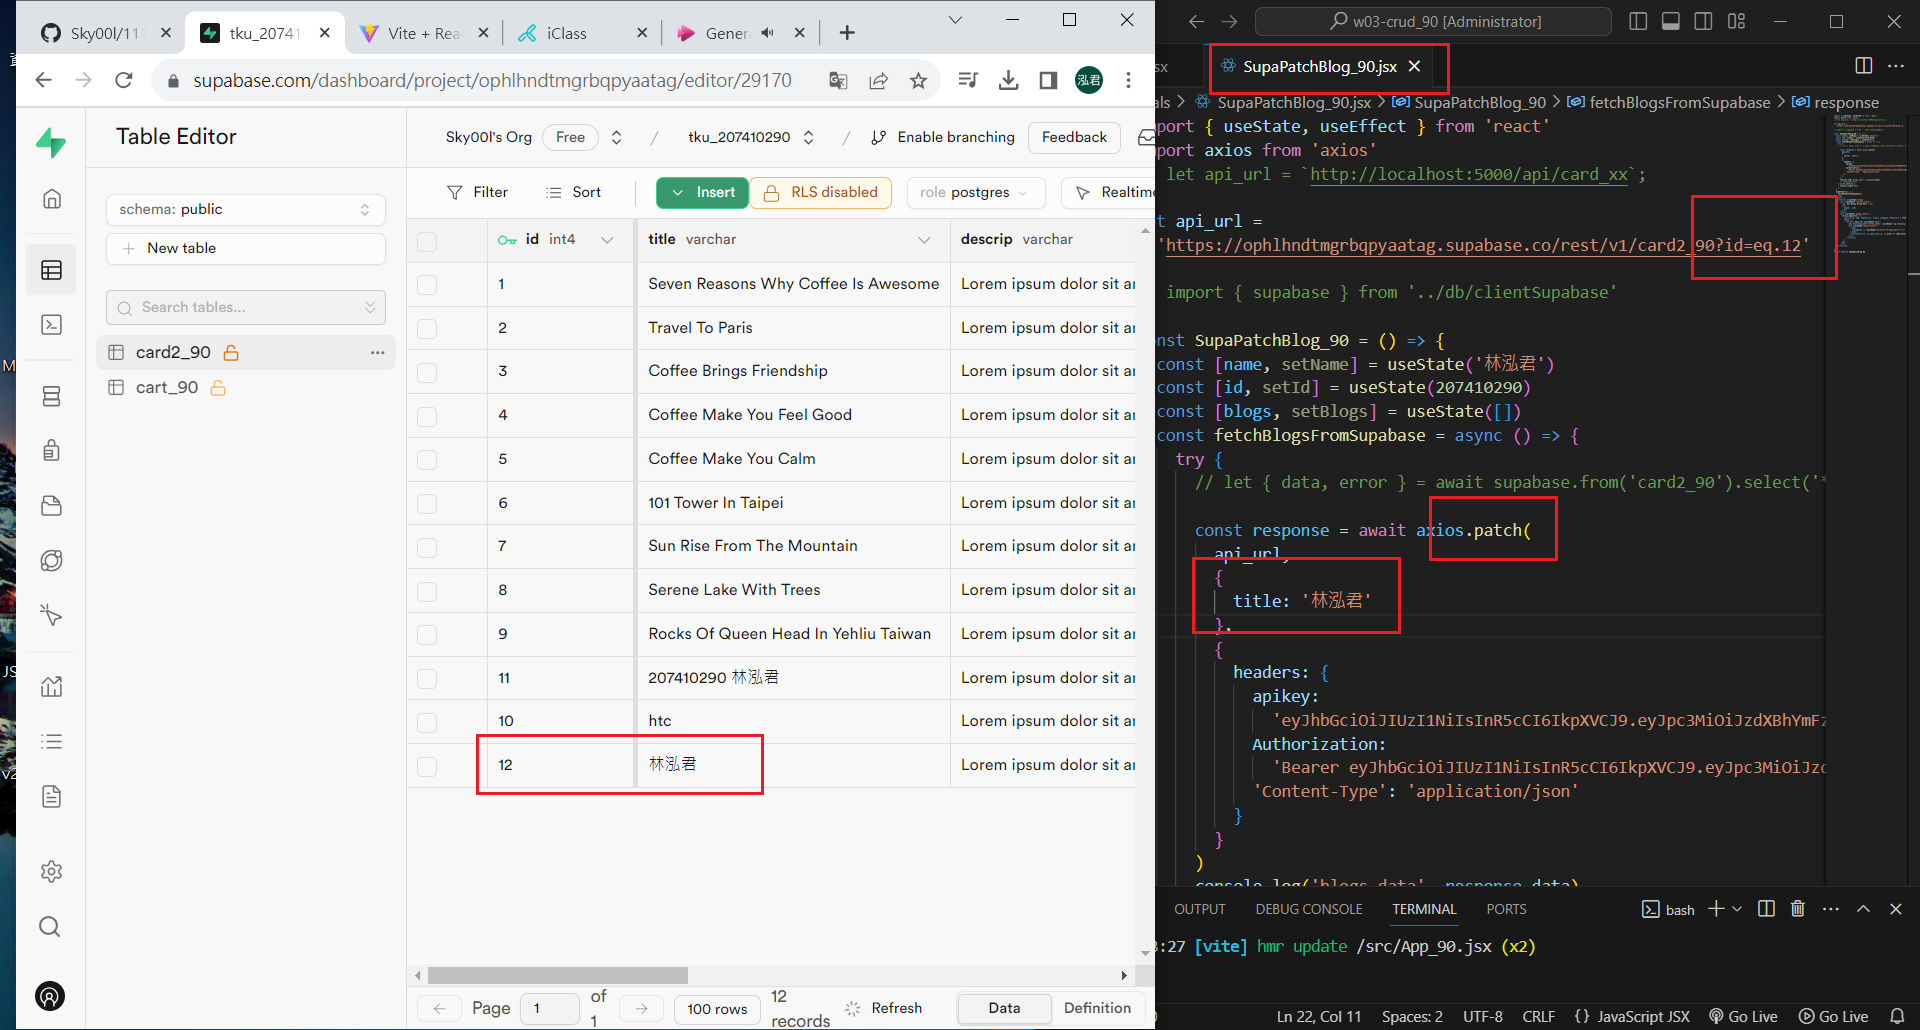 Sky00l/11
tku_20741
Vite + Rea
iClass
Gener
supabase.com/dashboard/project/ophlhndtmgrbqpyaatag/editor/29170
泓君
Table Editor
Sky00l's Org
Free
/
tku_207410290
/
Enable branching
Feedback
schema: public
New table
Search tables...
card2_90
cart_90
Filter
Sort
Insert
RLS disabled
role postgres
Realtime
id int4
title varchar
descrip varchar
1 Seven Reasons Why Coffee Is Awesome Lorem ipsum dolor sit ar
2 Travel To Paris Lorem ipsum dolor sit ar
3 Coffee Brings Friendship Lorem ipsum dolor sit ar
4 Coffee Make You Feel Good Lorem ipsum dolor sit ar
5 Coffee Make You Calm Lorem ipsum dolor sit ar
6 101 Tower In Taipei Lorem ipsum dolor sit ar
7 Sun Rise From The Mountain Lorem ipsum dolor sit ar
8 Serene Lake With Trees Lorem ipsum dolor sit ar
9 Rocks Of Queen Head In Yehliu Taiwan Lorem ipsum dolor sit ar
11 207410290 林泓君 Lorem ipsum dolor sit ar
10 htc Lorem ipsum dolor sit ar
12 林泓君 Lorem ipsum dolor sit ar
Page 1 of 1
100 rows
12 records
Refresh
Data
Definition
w03-crud_90 [Administrator]
sx
SupaPatchBlog_90.jsx
als > SupaPatchBlog_90.jsx > SupaPatchBlog_90 > fetchBlogsFromSupabase > response
port { useState, useEffect } from 'react'
port axios from 'axios'
let api_url = `http://localhost:5000/api/card_xx`;
t api_url =
'https://ophlhndtmgrbqpyaatag.supabase.co/rest/v1/card2_90?id=eq.12'
import { supabase } from '../db/clientSupabase'
nst SupaPatchBlog_90 = () => {
const [name, setName] = useState('林泓君')
const [id, setId] = useState(207410290)
const [blogs, setBlogs] = useState([])
const fetchBlogsFromSupabase = async () => {
try {
// let { data, error } = await supabase.from('card2_90').select('*
const response = await axios.patch(
api_url,
{
title: '林泓君'
},
{
headers: {
apikey:
'eyJhbGciOiJIUzI1NiIsInR5cCI6IkpXVCJ9.eyJpc3MiOiJzdXBhYmFz
Authorization:
'Bearer eyJhbGciOiJIUzI1NiIsInR5cCI6IkpXVCJ9.eyJpc3MiOiJzd
'Content-Type': 'application/json'
}
}
)
console.log('blogs data', response.data)
OUTPUT
DEBUG CONSOLE
TERMINAL
PORTS
bash
3:27 [vite] hmr update /src/App_90.jsx (x2)
Ln 22, Col 11
Spaces: 2
UTF-8
CRLF
{ } JavaScript JSX
Go Live
Go Live